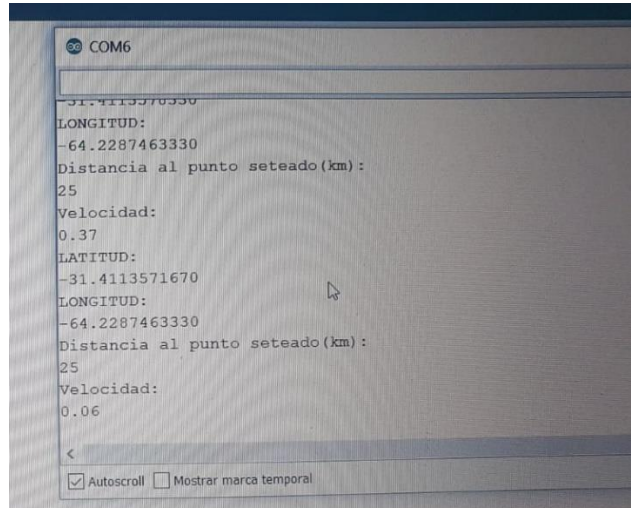 COM6
LONGITUD:
-64.2287463330
Distancia al punto seteado(km):
25
Velocidad:
0.37
LATITUD:
-31.4113571670
LONGITUD:
-64.2287463330
Distancia al punto seteado(km):
25
Velocidad:
0.06
Autoscroll Mostrar marca temporal